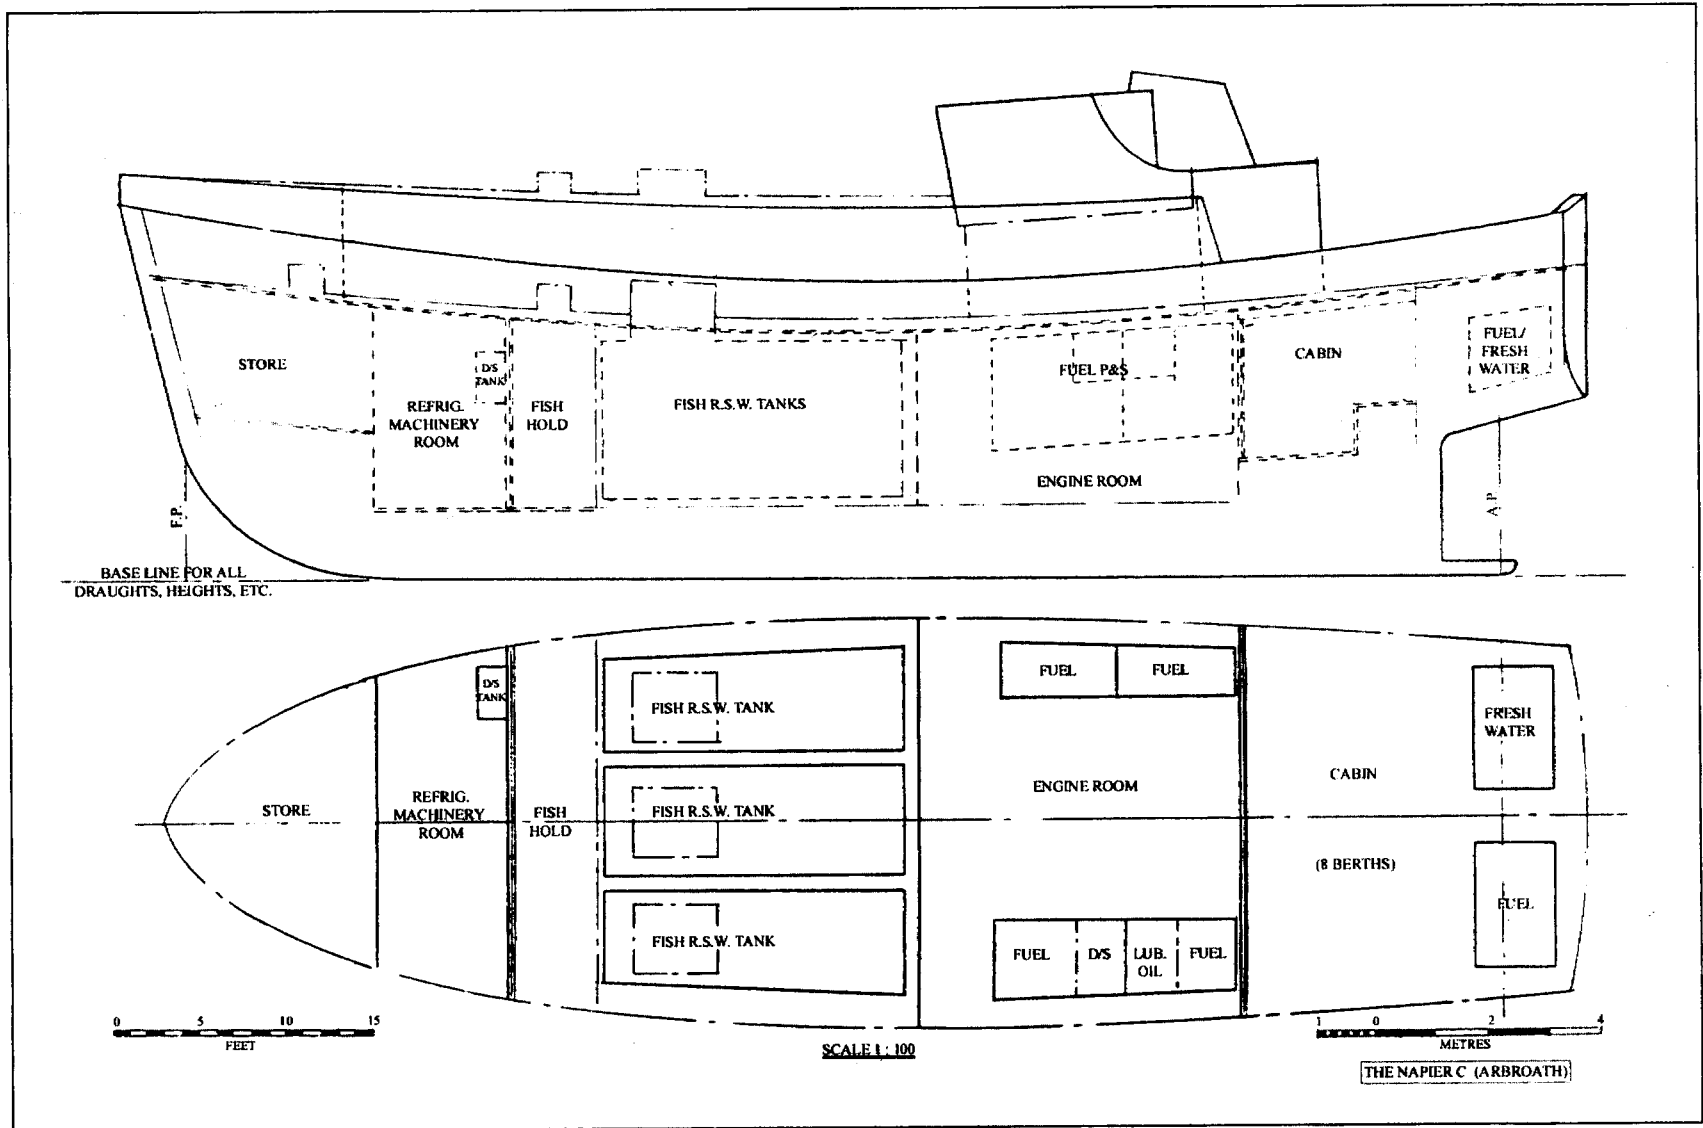 STORE
D/S
TANK
REFRIG.
MACHINERY
ROOM
FISH
HOLD
FISH R.S.W. TANKS
FUEL P&S
ENGINE ROOM
CABIN
FUEL/
FRESH
WATER
F.P.
A.P.
BASE LINE FOR ALL
DRAUGHTS, HEIGHTS, ETC.
D/S
TANK
STORE
REFRIG.
MACHINERY
ROOM
FISH
HOLD
FISH R.S.W. TANK
FISH R.S.W. TANK
FISH R.S.W. TANK
FUEL
FUEL
ENGINE ROOM
FUEL
D/S
LUB.
OIL
FUEL
CABIN
(8 BERTHS)
FRESH
WATER
FUEL
0 5 10 15
FEET
SCALE 1 : 100
1 0 2 4
METRES
THE NAPIER C (ARBROATH)